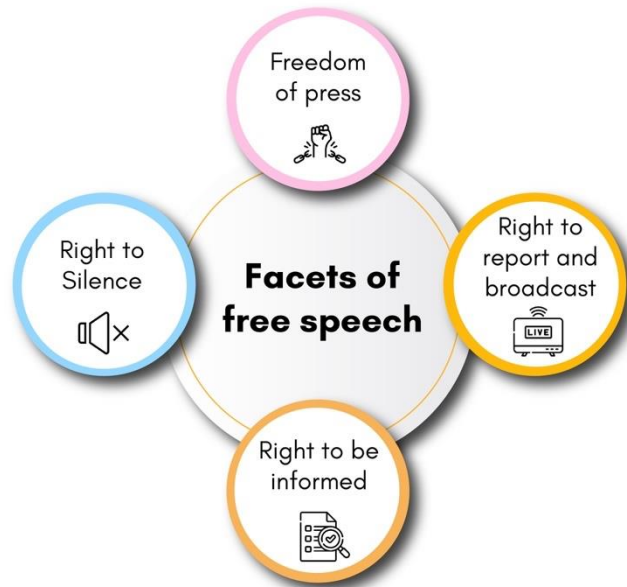 Freedom
of press
Right to
Silence
Facets of
free speech
Right to
report and
broadcast
LIVE
Right to be
informed